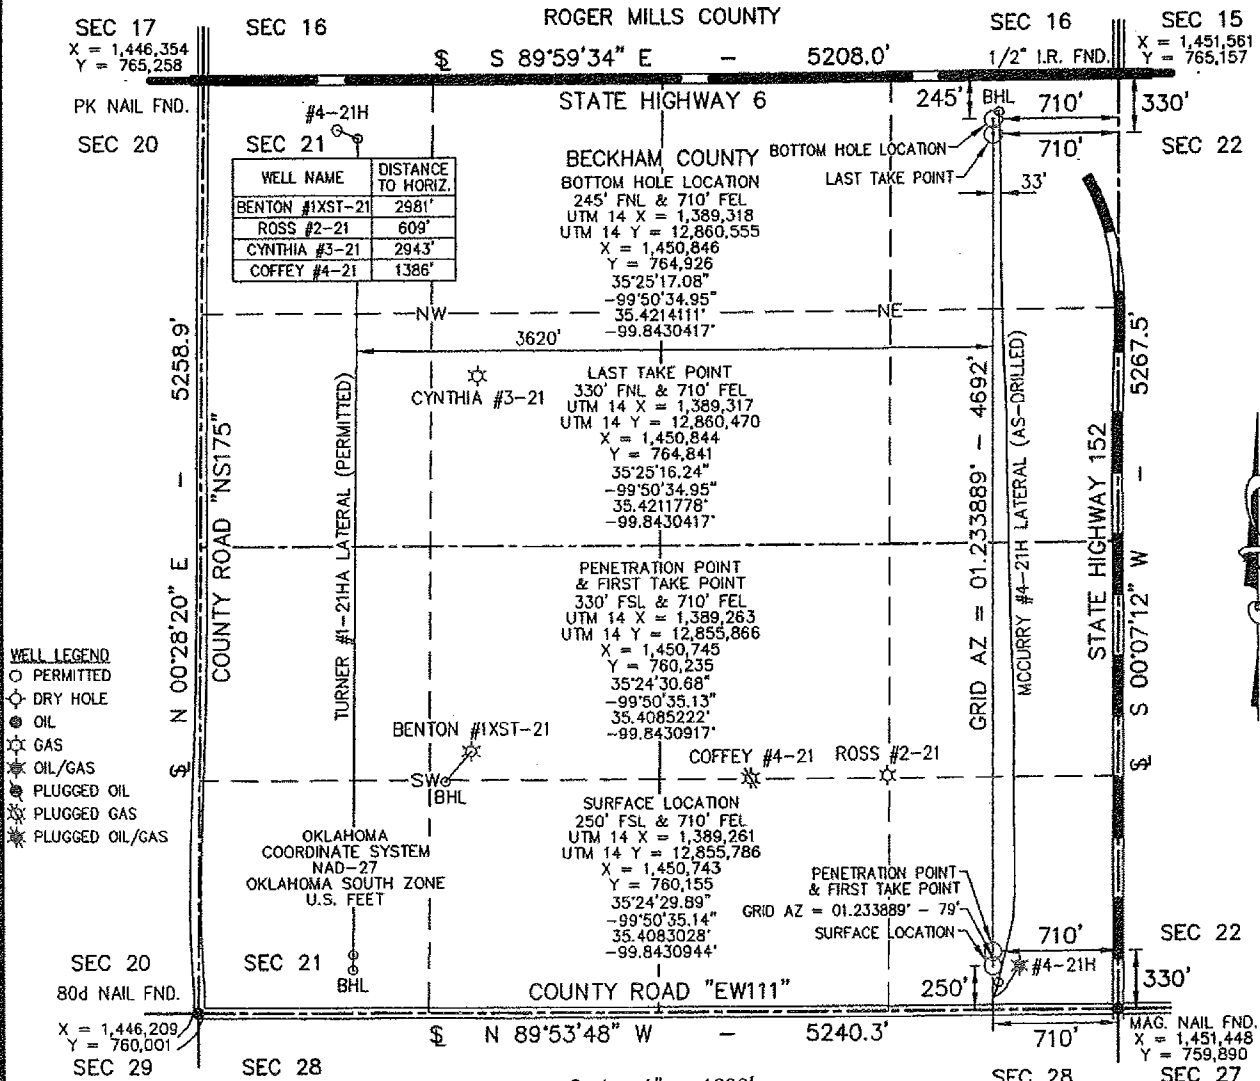 ROGER MILLS COUNTY
SEC 17
SEC 16
SEC 16
SEC 15
X = 1,446,354
Y = 765,258
S 89°59'34" E - 5208.0'
1/2" I.R. FND.
X = 1,451,561
Y = 765,157
PK NAIL FND.
STATE HIGHWAY 6
#4-21H
245'
BHL
710'
330'
SEC 20
SEC 21
710'
SEC 22
BOTTOM HOLE LOCATION
LAST TAKE POINT
33'
WELL NAME DISTANCE TO HORIZ.
BENTON #1XST-21 2981'
ROSS #2-21 609'
CYNTHIA #3-21 2943'
COFFEY #4-21 1386'
BECKHAM COUNTY
BOTTOM HOLE LOCATION
245' FNL & 710' FEL
UTM 14 X = 1,389,318
UTM 14 Y = 12,860,555
X = 1,450,846
Y = 764,926
35°25'17.08"
-99°50'34.95"
35.4214111°
-99.8430417°
NW
NE
3620'
5258.9'
5267.5'
CYNTHIA #3-21
LAST TAKE POINT
330' FNL & 710' FEL
UTM 14 X = 1,389,317
UTM 14 Y = 12,860,470
X = 1,450,844
Y = 764,841
35°25'16.24"
-99°50'34.95"
35.4211778°
-99.8430417°
COUNTY ROAD "NS175"
N 00°28'20" E -
TURNER #1-21HA LATERAL (PERMITTED)
GRID AZ = 01.233889° - 4692'
MCCURRY #4-21H LATERAL (AS-DRILLED)
STATE HIGHWAY 152
S 00°07'12" W -
PENETRATION POINT
& FIRST TAKE POINT
330' FSL & 710' FEL
UTM 14 X = 1,389,263
UTM 14 Y = 12,855,866
X = 1,450,745
Y = 760,235
35°24'30.68"
-99°50'35.13"
35.4085222°
-99.8430917°
WELL LEGEND
PERMITTED
DRY HOLE
OIL
GAS
OIL/GAS
PLUGGED OIL
PLUGGED GAS
PLUGGED OIL/GAS
BENTON #1XST-21
SW
BHL
COFFEY #4-21
ROSS #2-21
SURFACE LOCATION
250' FSL & 710' FEL
UTM 14 X = 1,389,261
UTM 14 Y = 12,855,786
X = 1,450,743
Y = 760,155
35°24'29.89"
-99°50'35.14"
35.4083028°
-99.8430944°
OKLAHOMA
COORDINATE SYSTEM
NAD-27
OKLAHOMA SOUTH ZONE
U.S. FEET
PENETRATION POINT
& FIRST TAKE POINT
GRID AZ = 01.233889° - 79'
SURFACE LOCATION
710'
SEC 22
SEC 20
SEC 21
BHL
#4-21H
250'
330'
80d NAIL FND.
COUNTY ROAD "EW111"
X = 1,446,209
Y = 760,001
N 89°53'48" W - 5240.3'
710'
MAG. NAIL FND.
X = 1,451,448
Y = 759,890
SEC 29
SEC 28
SEC 28
SEC 27